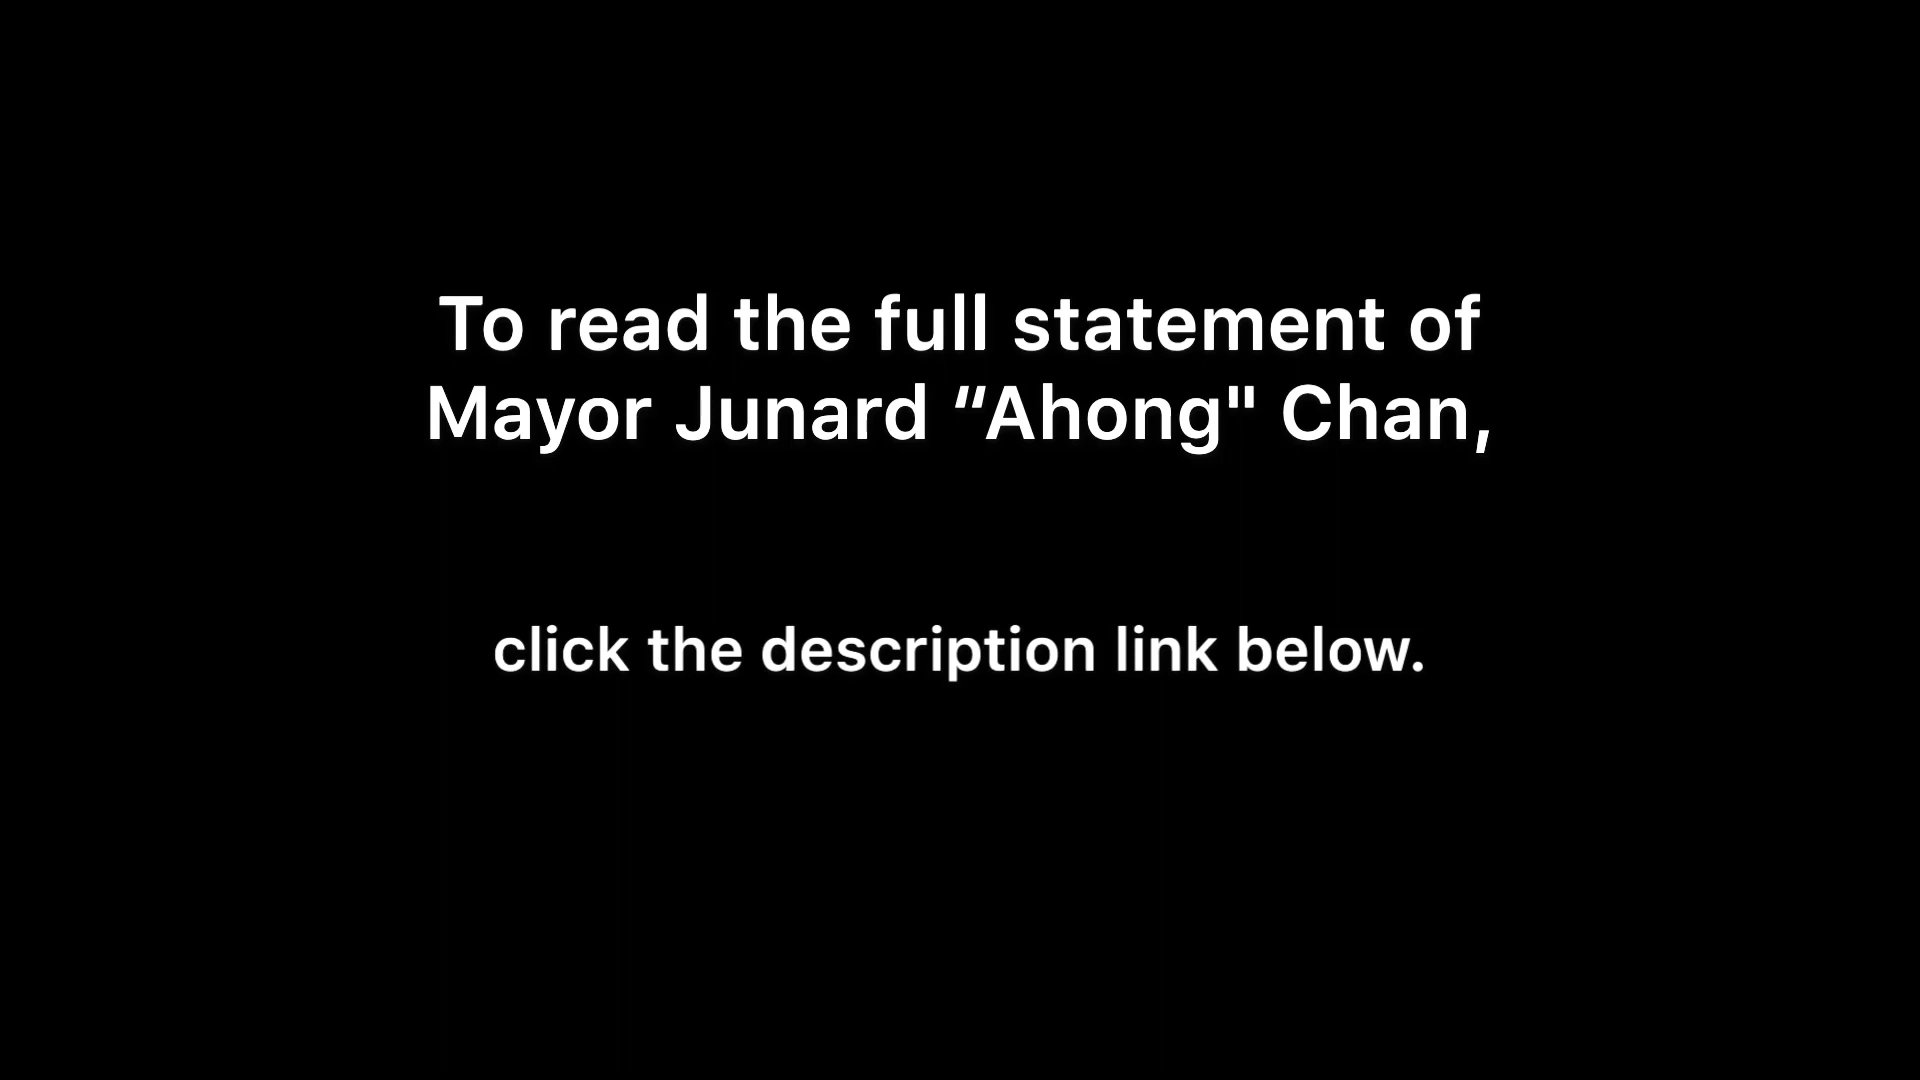 To read the full statement of
Mayor Junard “Ahong" Chan,
click the description link below.